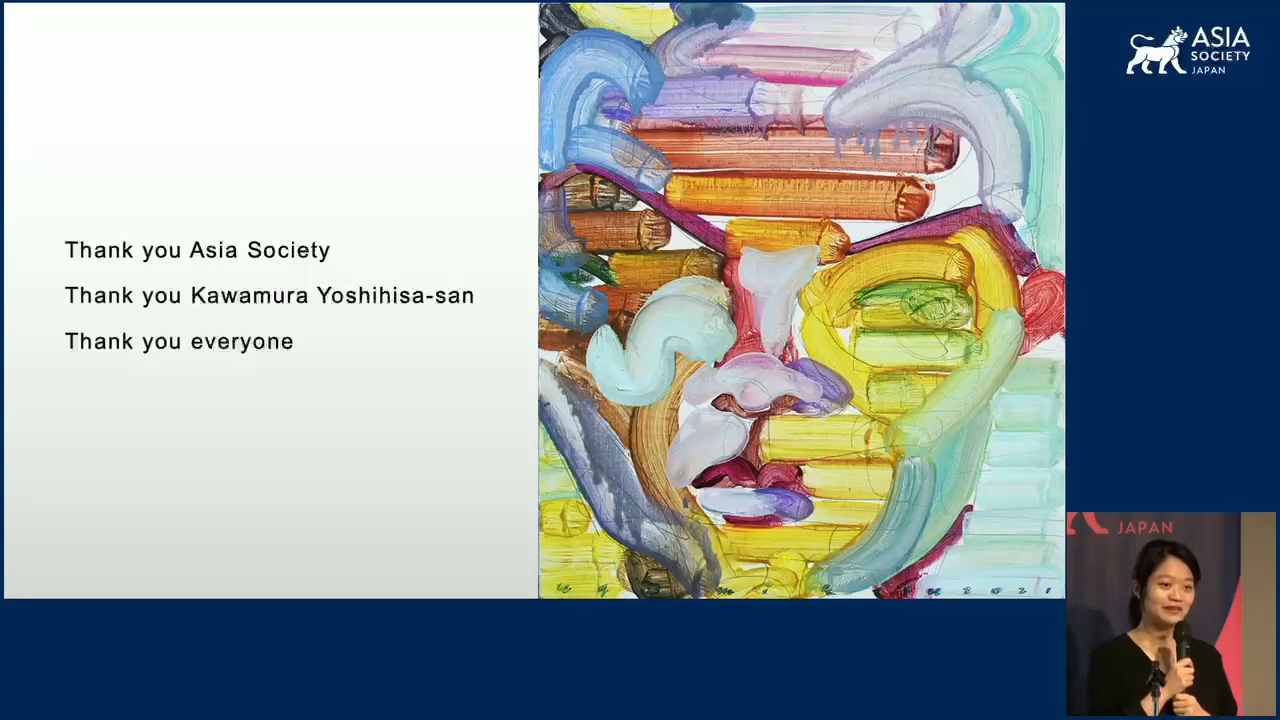 Thank you Asia Society
Thank you Kawamura Yoshihisa-san
Thank you everyone
ASIA
SOCIETY
JAPAN
JAPAN